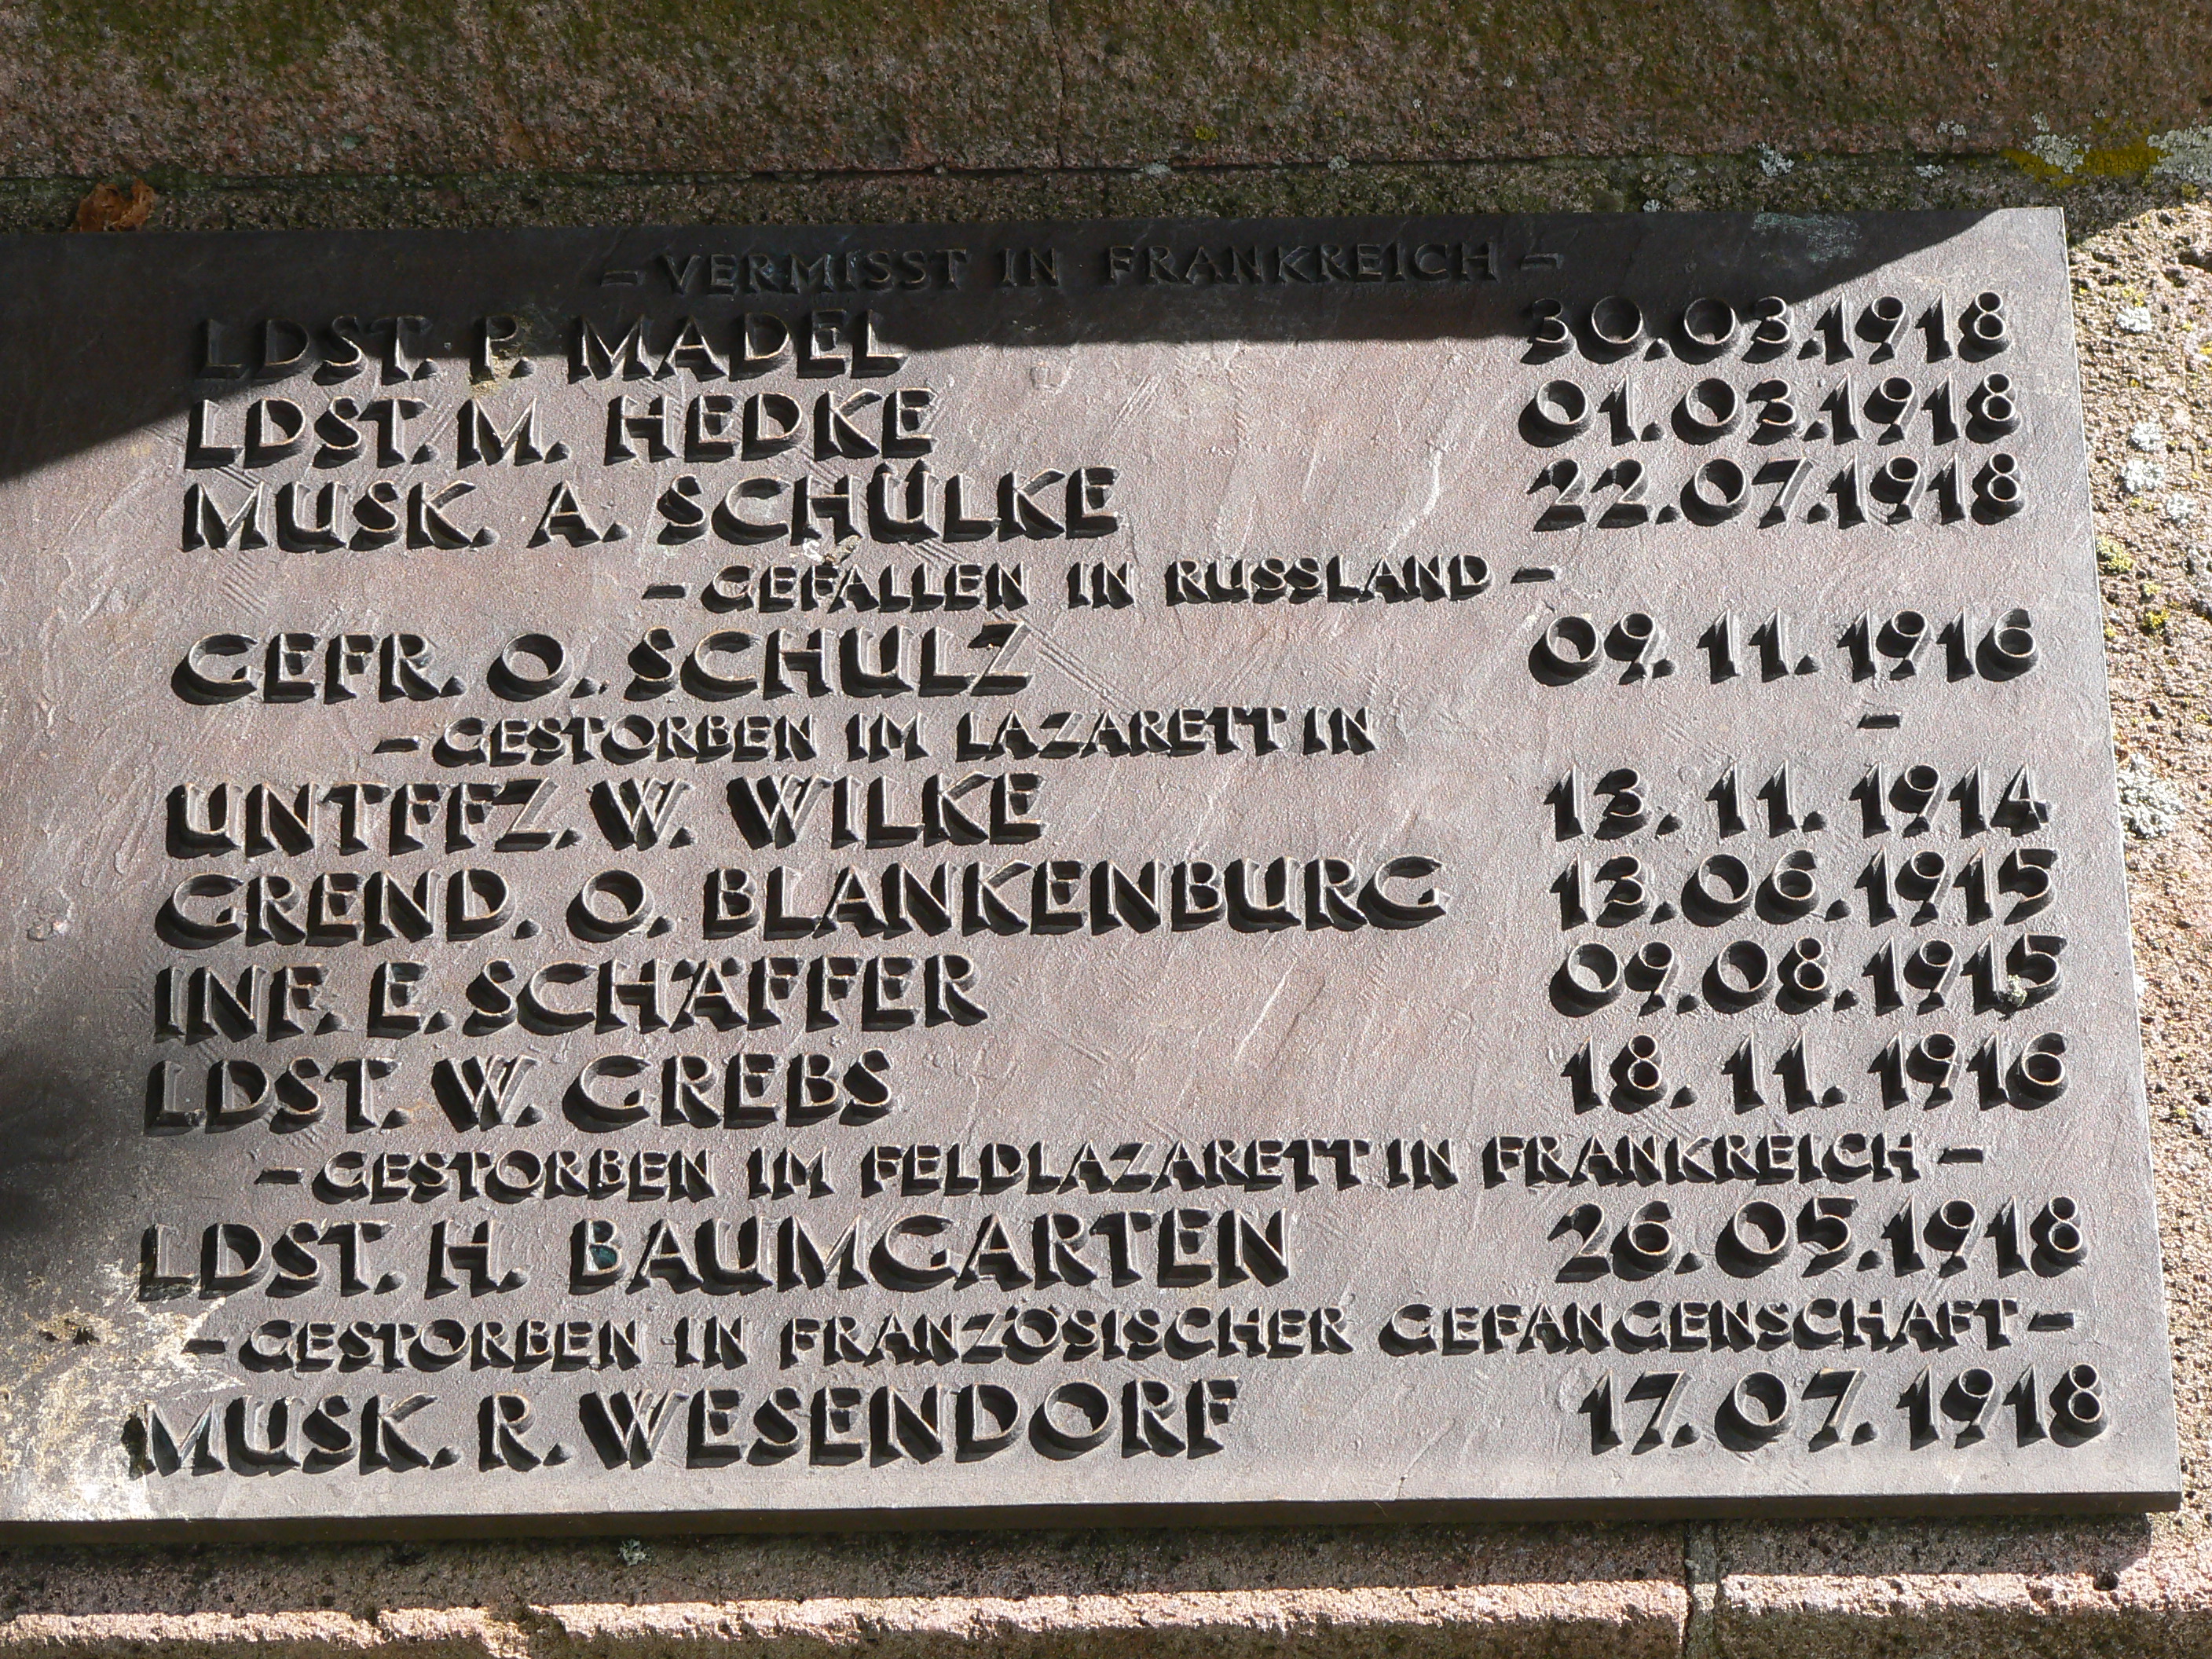 - VERMISST IN FRANKREICH -
LDST. P. MADEL 30.03.1918
LDST. M. HEDKE 01.03.1918
MUSK. A. SCHÜLKE 22.07.1918
- GEFALLEN IN RUSSLAND -
GEFR. O. SCHULZ 09.11.1916
- GESTORBEN IM LAZARETT IN -
UNTFFZ. W. WILKE 13.11.1914
GREND. O. BLANKENBURG 13.06.1915
INF. E. SCHÄFFER 09.08.1915
LDST. W. GREBS 18.11.1916
- GESTORBEN IM FELDLAZARETT IN FRANKREICH -
LDST. H. BAUMGARTEN 26.05.1918
- GESTORBEN IN FRANZÖSISCHER GEFANGENSCHAFT -
MUSK. R. WESENDORF 17.07.1918